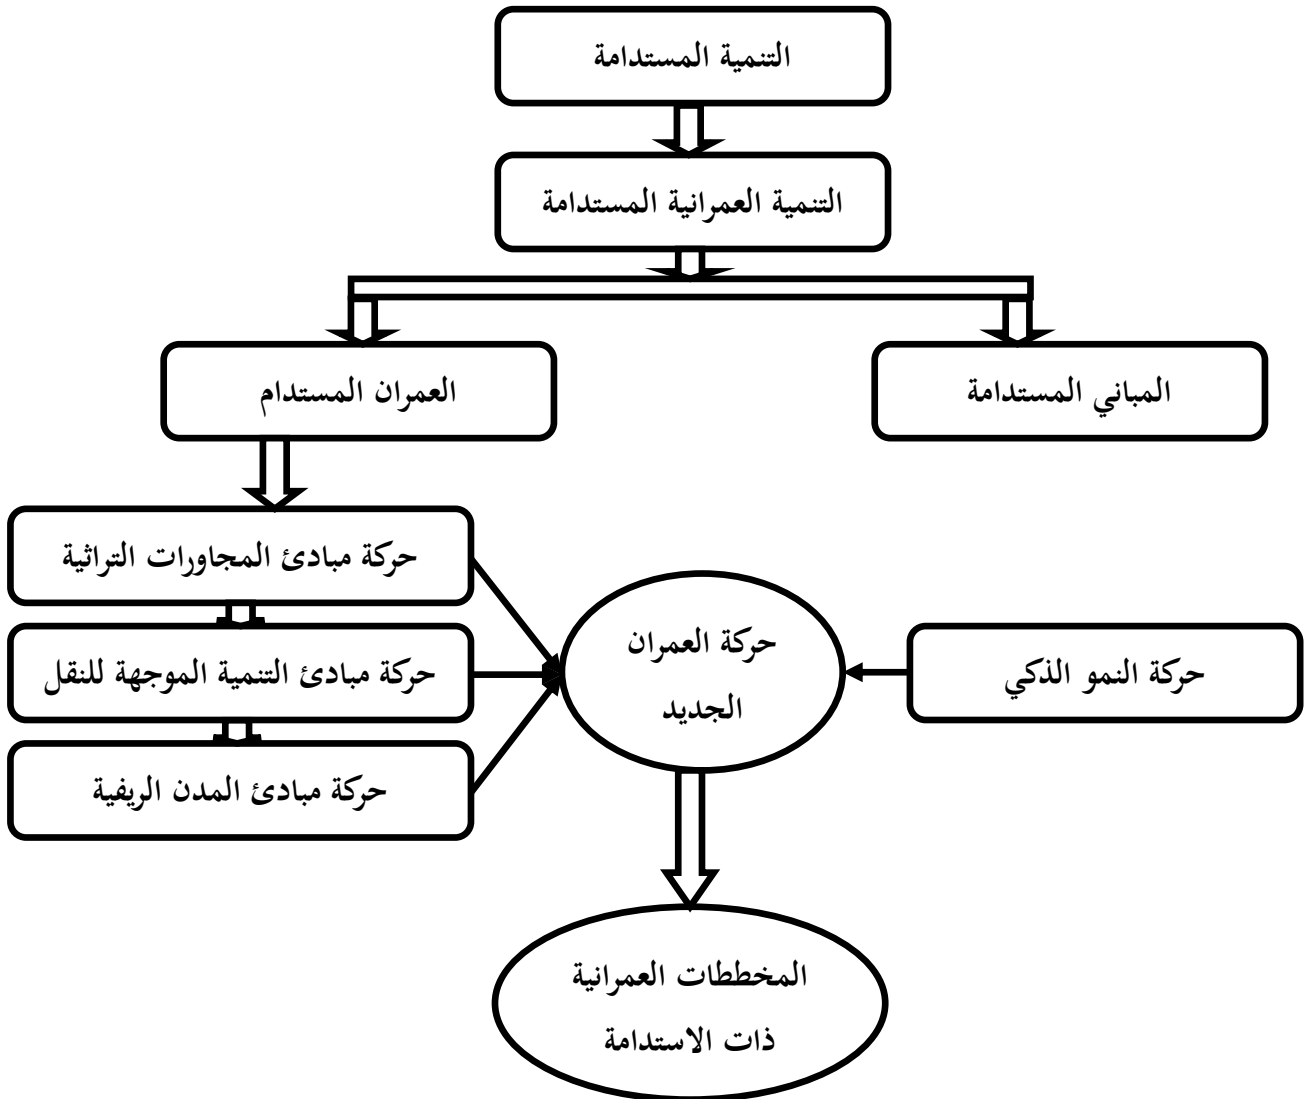 التنمية المستدامة
التنمية العمرانية المستدامة
المباني المستدامة
العمران المستدام
حركة مبادئ المجاورات التراثية
حركة مبادئ التنمية الموجهة للنقل
حركة مبادئ المدن الريفية
حركة العمران
الجديد
حركة النمو الذكي
المخططات العمرانية
ذات الاستدامة